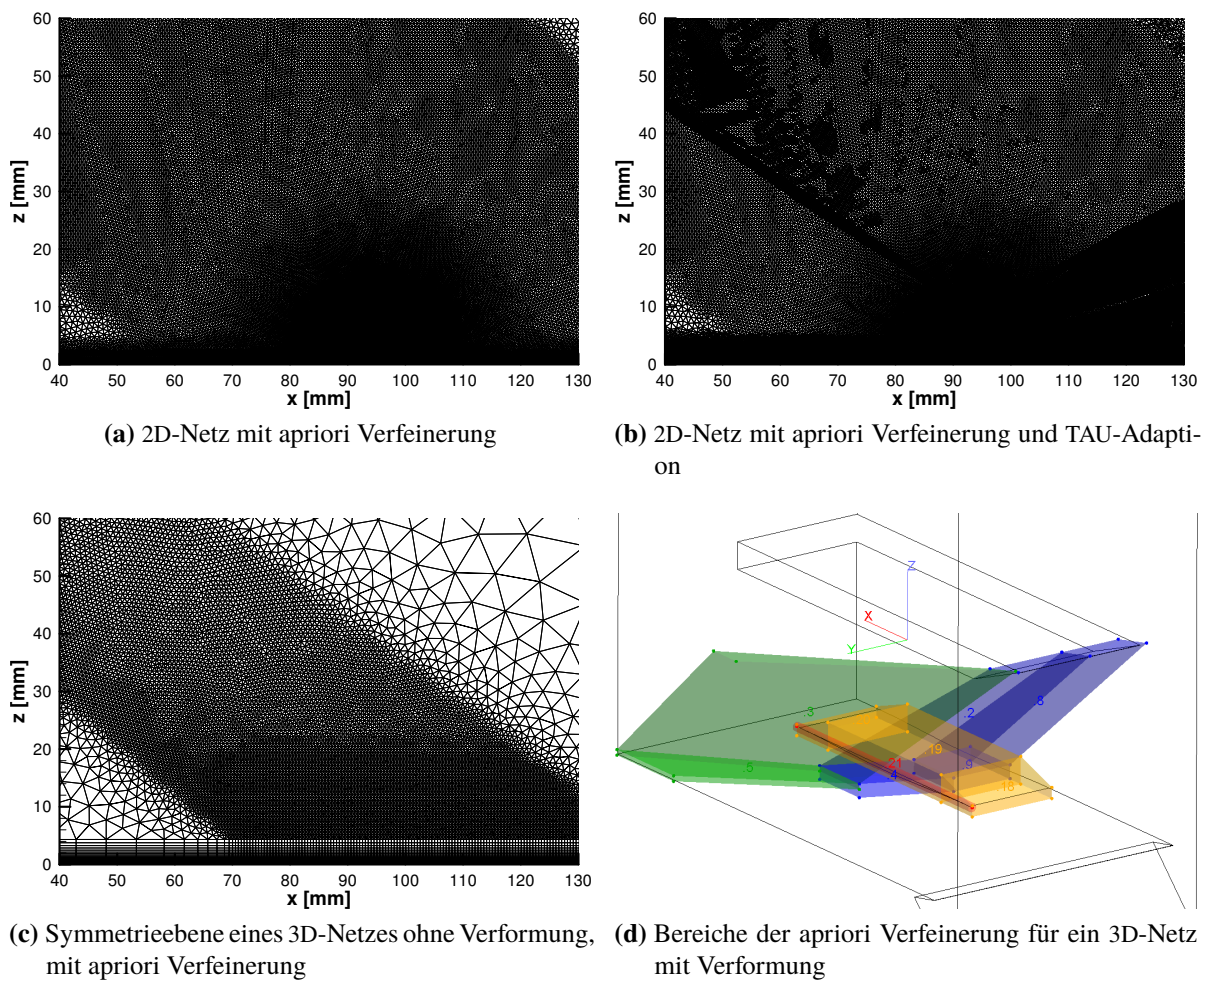 60
50
40
30
20
10
0
z [mm]
40 50 60 70 80 90 100 110 120 130
x [mm]
(a) 2D-Netz mit apriori Verfeinerung
60
50
40
30
20
10
0
z [mm]
40 50 60 70 80 90 100 110 120 130
x [mm]
(b) 2D-Netz mit apriori Verfeinerung und TAU-Adapti-
on
60
50
40
30
20
10
0
z [mm]
40 50 60 70 80 90 100 110 120 130
x [mm]
(c) Symmetrieebene eines 3D-Netzes ohne Verformung,
mit apriori Verfeinerung
Z
X
Y
.3
.2
.8
19
21
.9
.5
.4
.18
(d) Bereiche der apriori Verfeinerung für ein 3D-Netz
mit Verformung